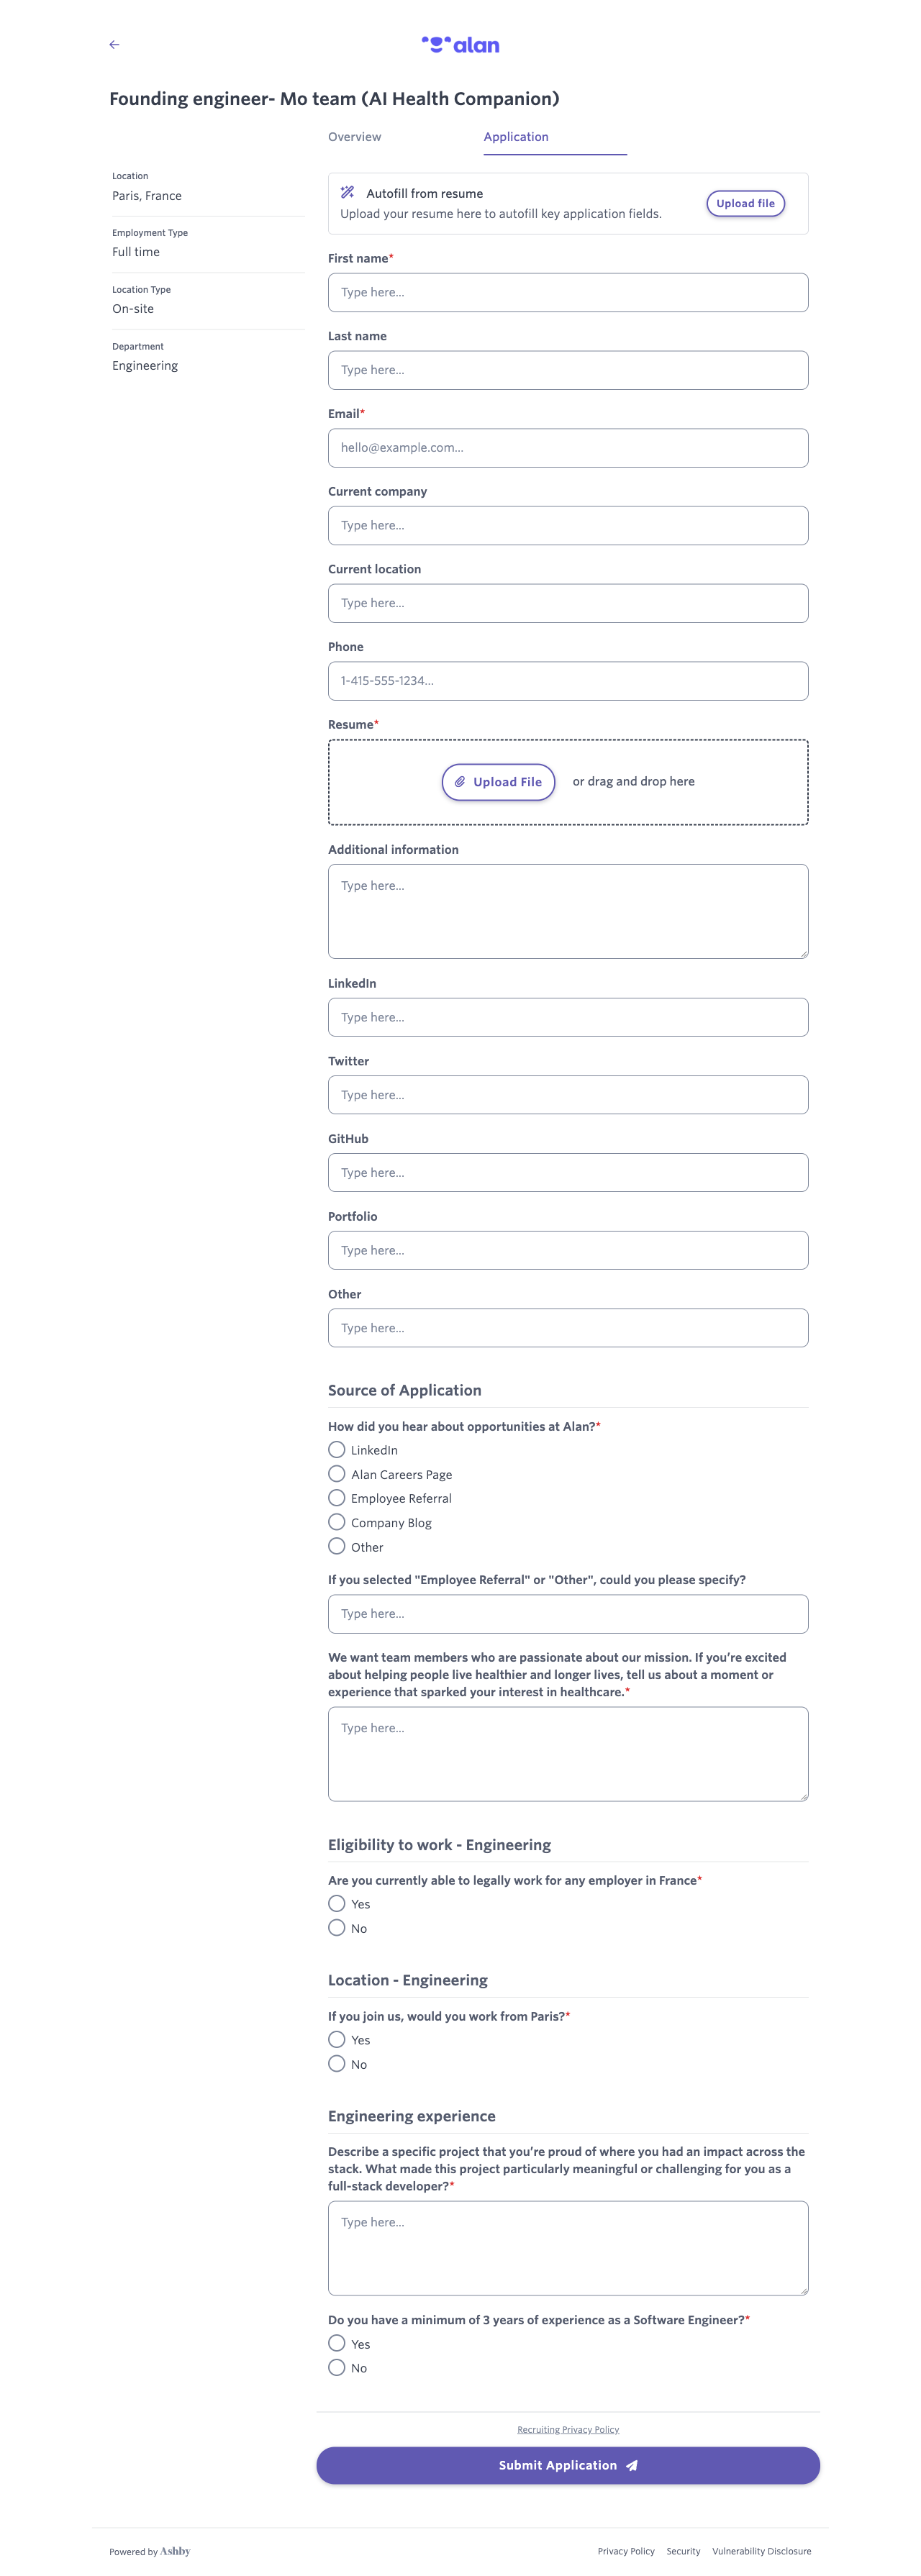 alan
Founding engineer- Mo team (AI Health Companion)
Overview
Application
Location
Paris, France
Employment Type
Full time
Location Type
On-site
Department
Engineering
Autofill from resume
Upload your resume here to autofill key application fields.
Upload file
First name*
Type here...
Last name
Type here...
Email*
hello@example.com...
Current company
Type here...
Current location
Type here...
Phone
1-415-555-1234...
Resume*
Upload File
or drag and drop here
Additional information
Type here...
LinkedIn
Type here...
Twitter
Type here...
GitHub
Type here...
Portfolio
Type here...
Other
Type here...
Source of Application
How did you hear about opportunities at Alan?*
LinkedIn
Alan Careers Page
Employee Referral
Company Blog
Other
If you selected "Employee Referral" or "Other", could you please specify?
Type here...
We want team members who are passionate about our mission. If you’re excited
about helping people live healthier and longer lives, tell us about a moment or
experience that sparked your interest in healthcare.*
Type here...
Eligibility to work - Engineering
Are you currently able to legally work for any employer in France*
Yes
No
Location - Engineering
If you join us, would you work from Paris?*
Yes
No
Engineering experience
Describe a specific project that you’re proud of where you had an impact across the
stack. What made this project particularly meaningful or challenging for you as a
full-stack developer?*
Type here...
Do you have a minimum of 3 years of experience as a Software Engineer?*
Yes
No
Recruiting Privacy Policy
Submit Application
Powered by Ashby
Privacy Policy
Security
Vulnerability Disclosure